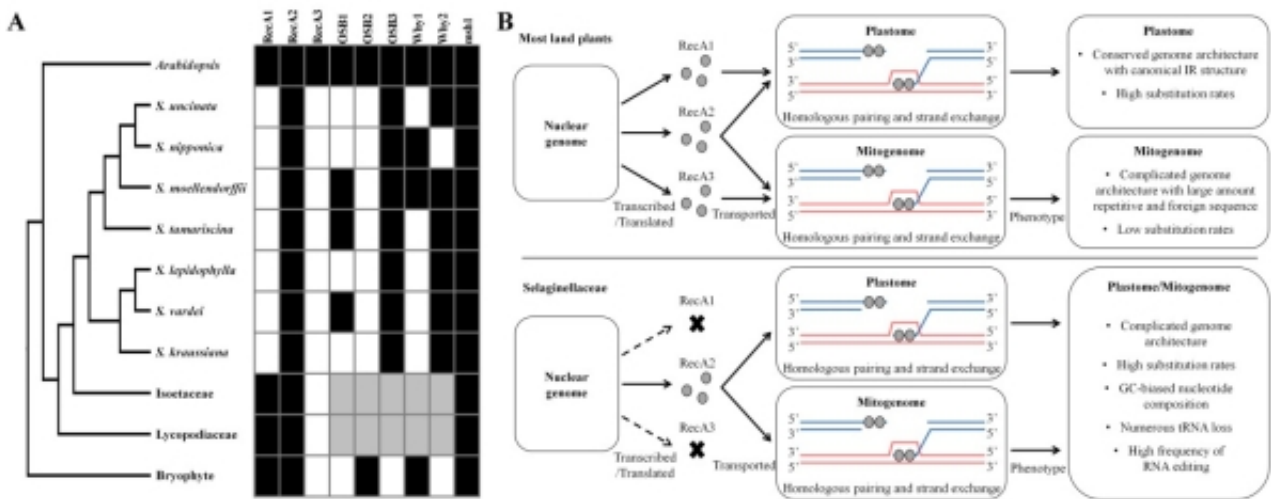 A
RecA1
RecA2
RecA3
OSB1
OSB2
OSB3
Why1
Why2
msh1
Arabidopsis
S. uncinata
S. nipponica
S. moellendorffii
S. tamariscina
S. lepidophylla
S. vardei
S. kraussiana
Isoetaceae
Lycopodiaceae
Bryophyte
B
Most land plants
Nuclear
genome
Transcribed
/Translated
RecA1
RecA2
RecA3
Transported
Plastome
5’ 3’
5’
3’ 3’
5’ 5’
Homologous pairing and strand exchange
Mitogenome
5’ 3’
5’
3’ 3’
5’ 5’
Homologous pairing and strand exchange
Phenotype
Plastome
• Conserved genome architecture
with canonical IR structure
• High substitution rates
Mitogenome
• Complicated genome
architecture with large amount
repetitive and foreign sequence
• Low substitution rates
Selaginellaceae
Nuclear
genome
Transcribed
/Translated
RecA1
RecA2
RecA3
Transported
Plastome
5’ 3’
5’
3’ 3’
5’ 5’
Homologous pairing and strand exchange
Mitogenome
5’ 3’
5’
3’ 3’
5’ 5’
Homologous pairing and strand exchange
Phenotype
Plastome/Mitogenome
• Complicated genome
architecture
• High substitution rates
• GC-biased nucleotide
composition
• Numerous tRNA loss
• High frequency of
RNA editing